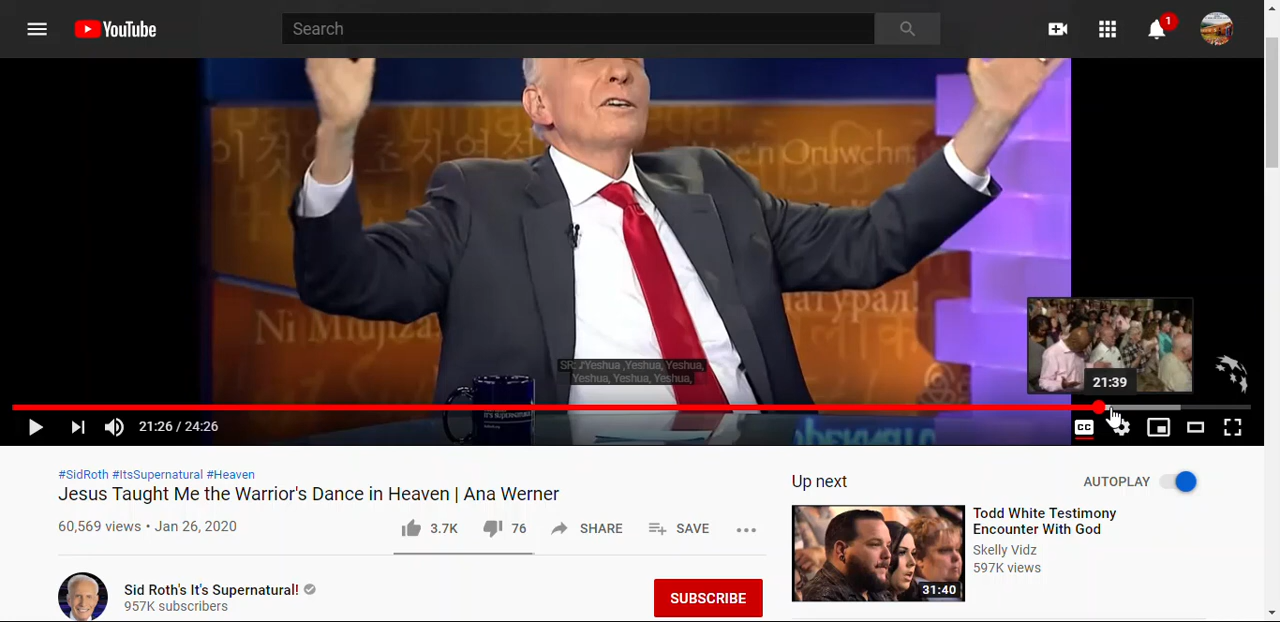 YouTube
Search
1
Ni Miujiza
SR: ♪Yeshua ,Yeshua, Yeshua,
Yeshua, Yeshua, Yeshua,
21:39
21:26 / 24:26
CC
#SidRoth #ItsSupernatural #Heaven
Jesus Taught Me the Warrior's Dance in Heaven | Ana Werner
60,569 views • Jan 26, 2020
3.7K
76
SHARE
SAVE
Sid Roth's It's Supernatural!
957K subscribers
SUBSCRIBE
Up next
AUTOPLAY
31:40
Todd White Testimony
Encounter With God
Skelly Vidz
597K views